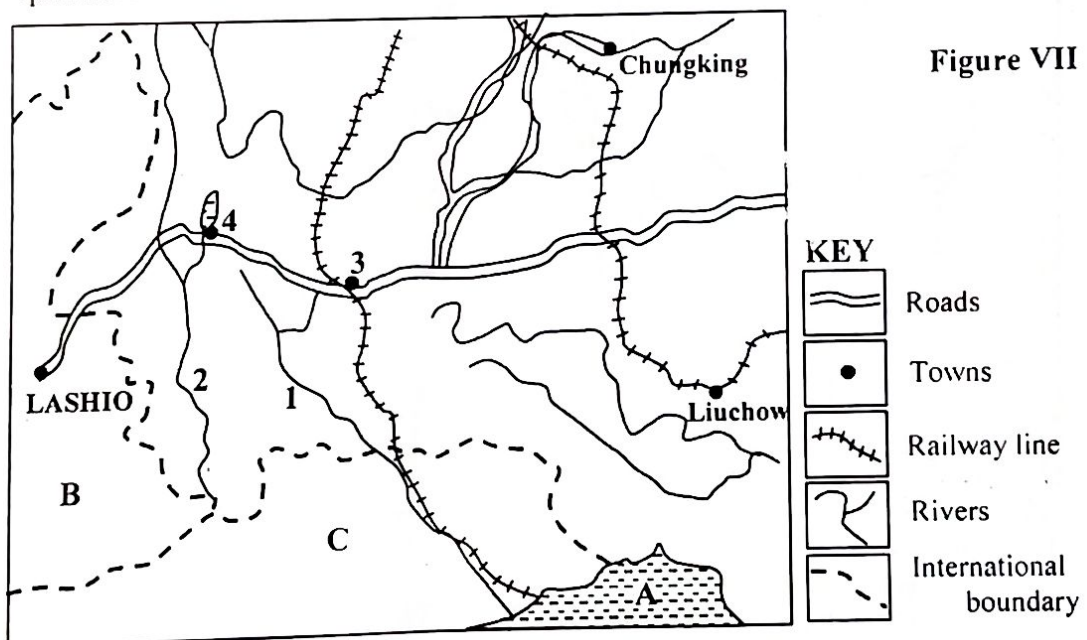 Figure VII
Chungking
4
3
KEY
Roads
LASHIO
2
1
Towns
Liuchow
Railway line
B
Rivers
C
International
boundary
A